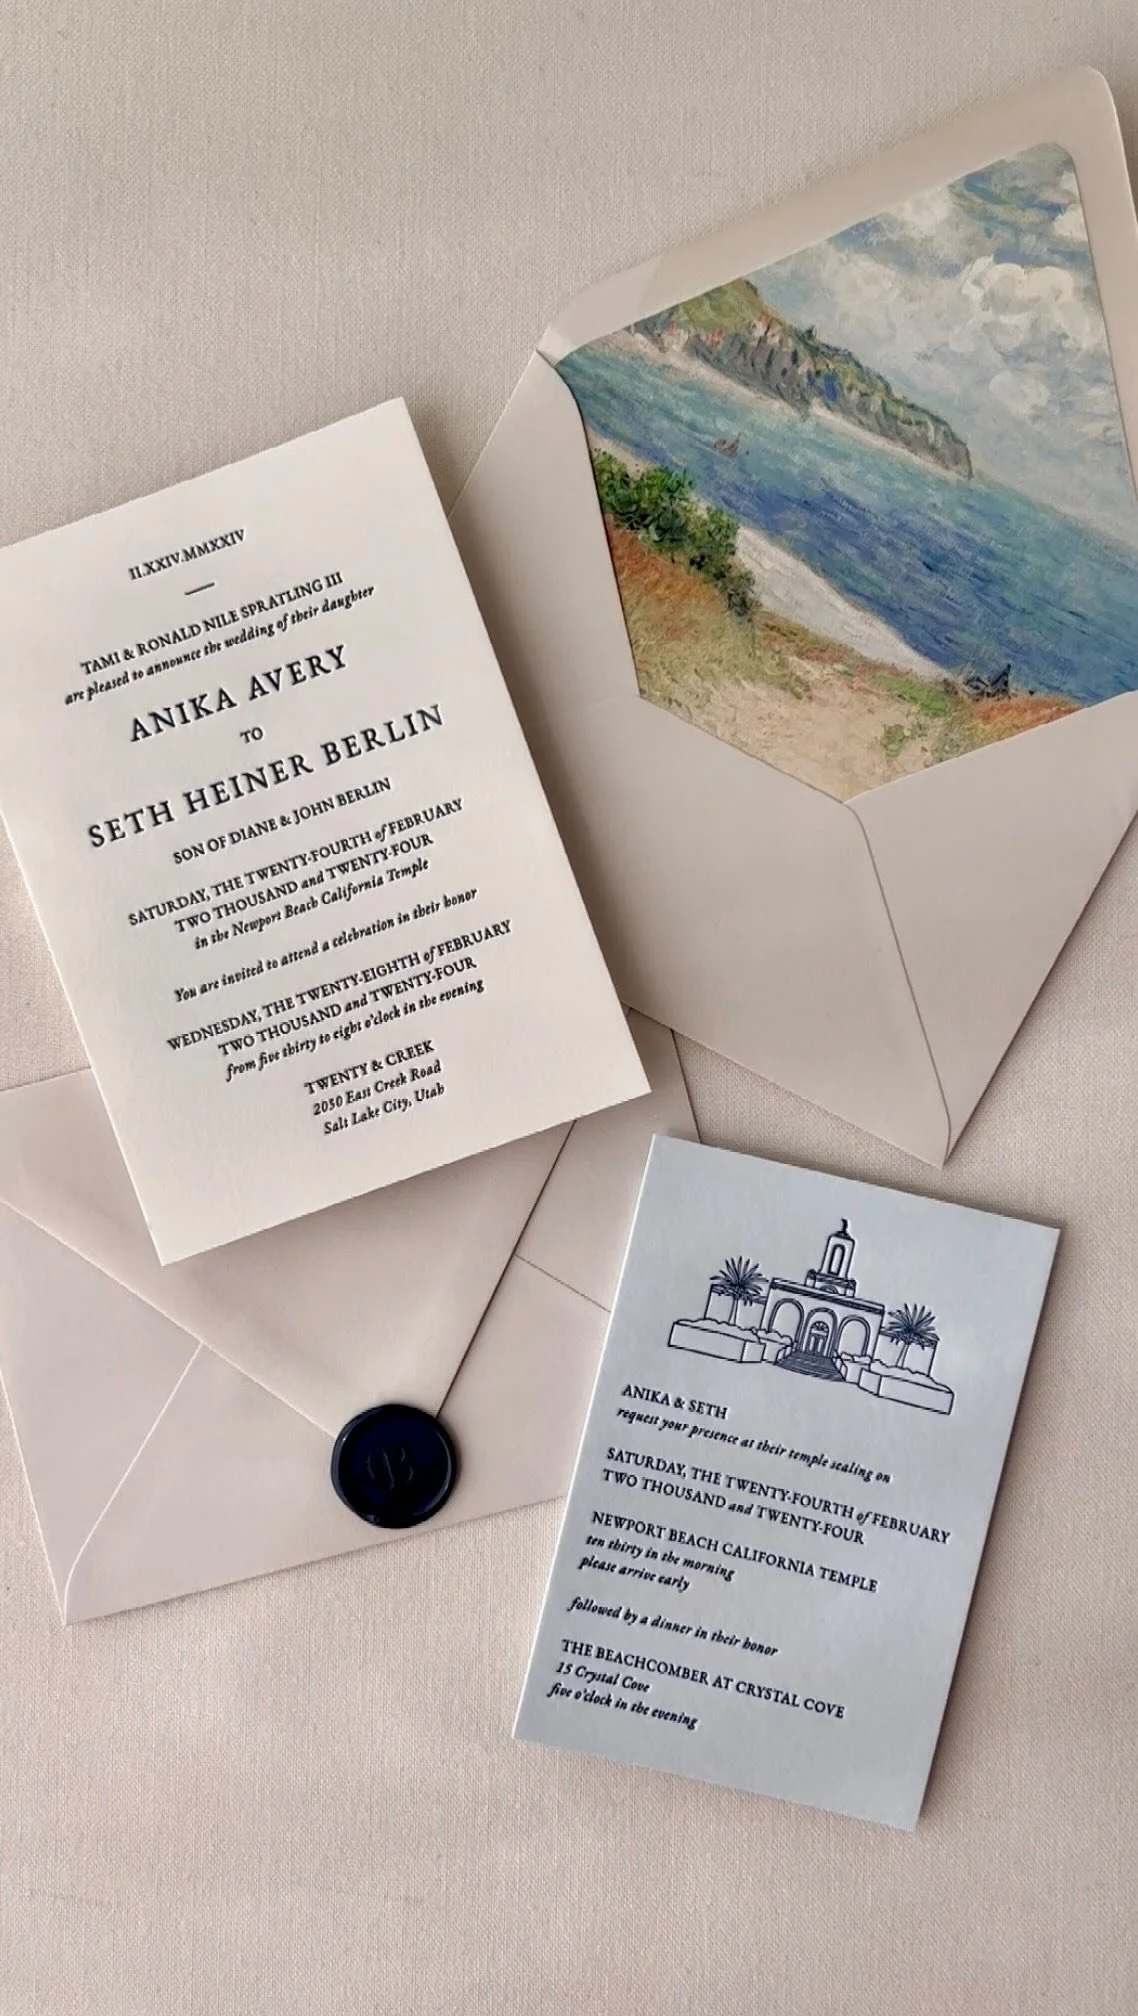 II.XXIV.MMXXIV
TAMI & RONALD NILE SPRATLING III
are pleased to announce the wedding of their daughter
ANIKA AVERY
TO
SETH HEINER BERLIN
SON OF DIANE & JOHN BERLIN
SATURDAY, THE TWENTY-FOURTH of FEBRUARY
TWO THOUSAND and TWENTY-FOUR
in the Newport Beach California Temple
You are invited to attend a celebration in their honor
WEDNESDAY, THE TWENTY-EIGHTH of FEBRUARY
TWO THOUSAND and TWENTY-FOUR
from five thirty to eight o'clock in the evening
TWENTY & CREEK
2050 East Creek Road
Salt Lake City, Utah
B
ANIKA & SETH
request your presence at their temple sealing on
SATURDAY, THE TWENTY-FOURTH of FEBRUARY
TWO THOUSAND and TWENTY-FOUR
NEWPORT BEACH CALIFORNIA TEMPLE
ten thirty in the morning
please arrive early
followed by a dinner in their honor
THE BEACHCOMBER AT CRYSTAL COVE
15 Crystal Cove
five o'clock in the evening